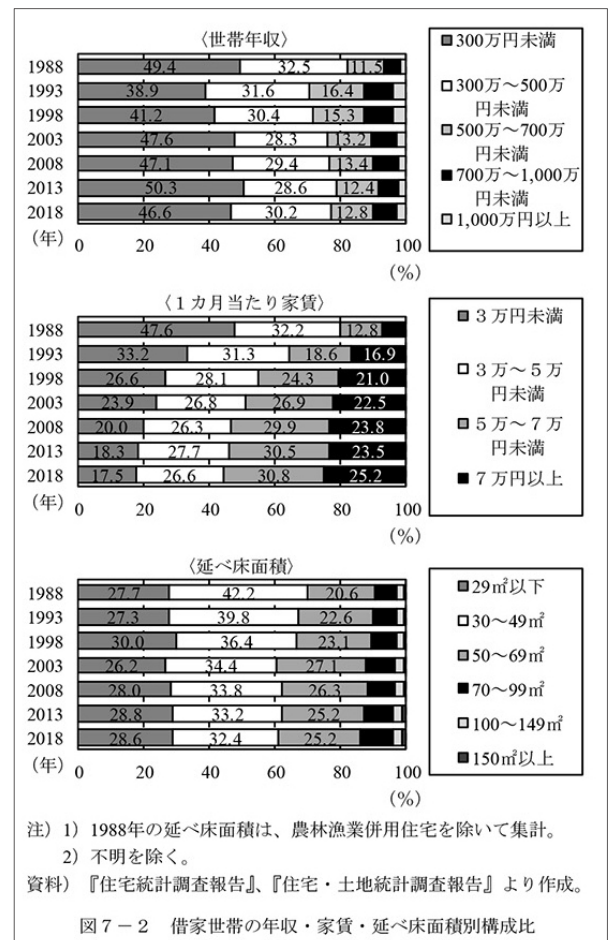 〈世帯年収〉
1988 49.4 32.5 11.5
1993 38.9 31.6 16.4
1998 41.2 30.4 15.3
2003 47.6 28.3 13.2
2008 47.1 29.4 13.4
2013 50.3 28.6 12.4
2018 46.6 30.2 12.8
(年) 0 20 40 60 80 100
(%)
300万円未満
300万〜500万
円未満
500万〜700万
円未満
700万〜1,000万
円未満
1,000万円以上
〈1カ月当たり家賃〉
1988 47.6 32.2 12.8
1993 33.2 31.3 18.6 16.9
1998 26.6 28.1 24.3 21.0
2003 23.9 26.8 26.9 22.5
2008 20.0 26.3 29.9 23.8
2013 18.3 27.7 30.5 23.5
2018 17.5 26.6 30.8 25.2
(年) 0 20 40 60 80 100
(%)
3万円未満
3万〜5万
円未満
5万〜7万
円未満
7万円以上
〈延べ床面積〉
1988 27.7 42.2 20.6
1993 27.3 39.8 22.6
1998 30.0 36.4 23.1
2003 26.2 34.4 27.1
2008 28.0 33.8 26.3
2013 28.8 33.2 25.2
2018 28.6 32.4 25.2
(年) 0 20 40 60 80 100
(%)
29㎡以下
30〜49㎡
50〜69㎡
70〜99㎡
100〜149㎡
150㎡以上
注) 1) 1988年の延べ床面積は、農林漁業併用住宅を除いて集計。
2) 不明を除く。
資料) 『住宅統計調査報告』、『住宅・土地統計調査報告』より作成。
図7−2 借家世帯の年収・家賃・延べ床面積別構成比